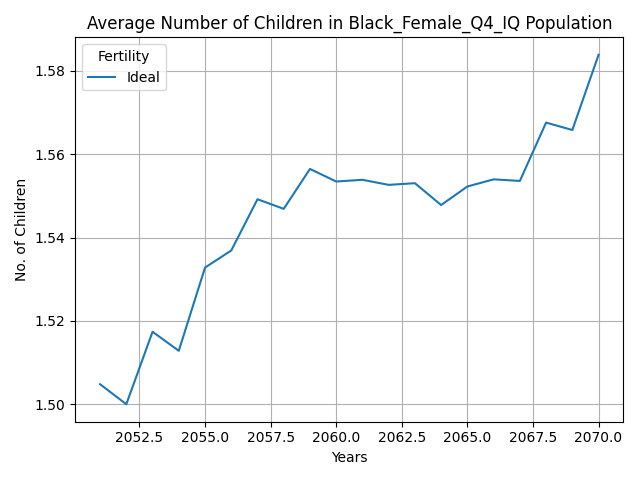 Average Number of Children in Black_Female_Q4_IQ Population
Fertility
Ideal
No. of Children
1.58
1.56
1.54
1.52
1.50
2052.5 2055.0 2057.5 2060.0 2062.5 2065.0 2067.5 2070.0
Years